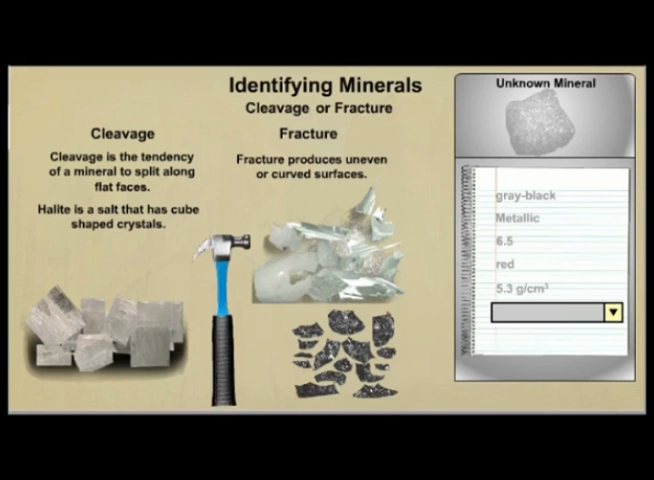 Identifying Minerals
Cleavage or Fracture
Cleavage
Cleavage is the tendency
of a mineral to split along
flat faces.
Halite is a salt that has cube
shaped crystals.
Fracture
Fracture produces uneven
or curved surfaces.
Unknown Mineral
gray-black
Metallic
6.5
red
5.3 g/cm³